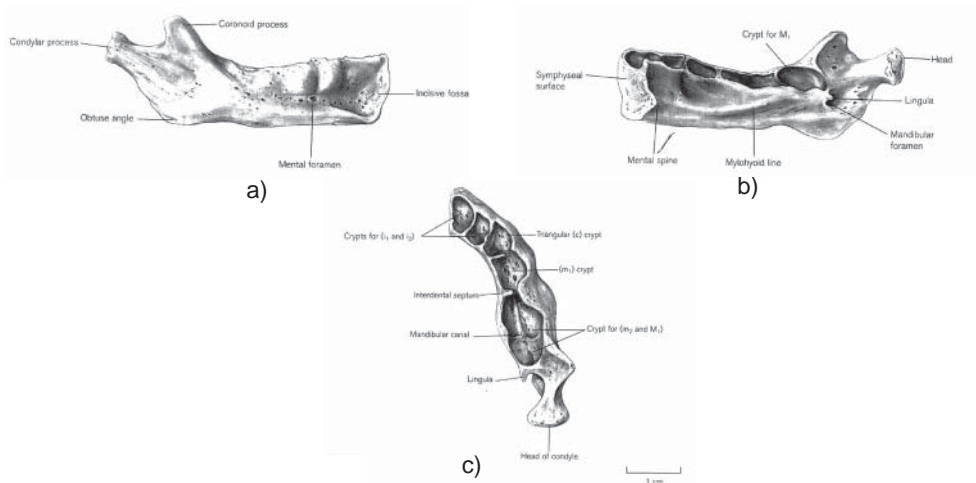 Coronoid process
Condylar process
Incisive fossa
Obtuse angle
Mental foramen
a)
Crypt for M₁
Head
Symphyseal
surface
Lingula
Mandibular
foramen
Mental spine
Mylohyoid line
b)
Crypts for (i₁ and i₂)
Triangular (c) crypt
(m₁) crypt
Interdental septum
Mandibular canal
Crypt for (m₂ and M₁)
Lingula
Head of condyle
c)
1 cm